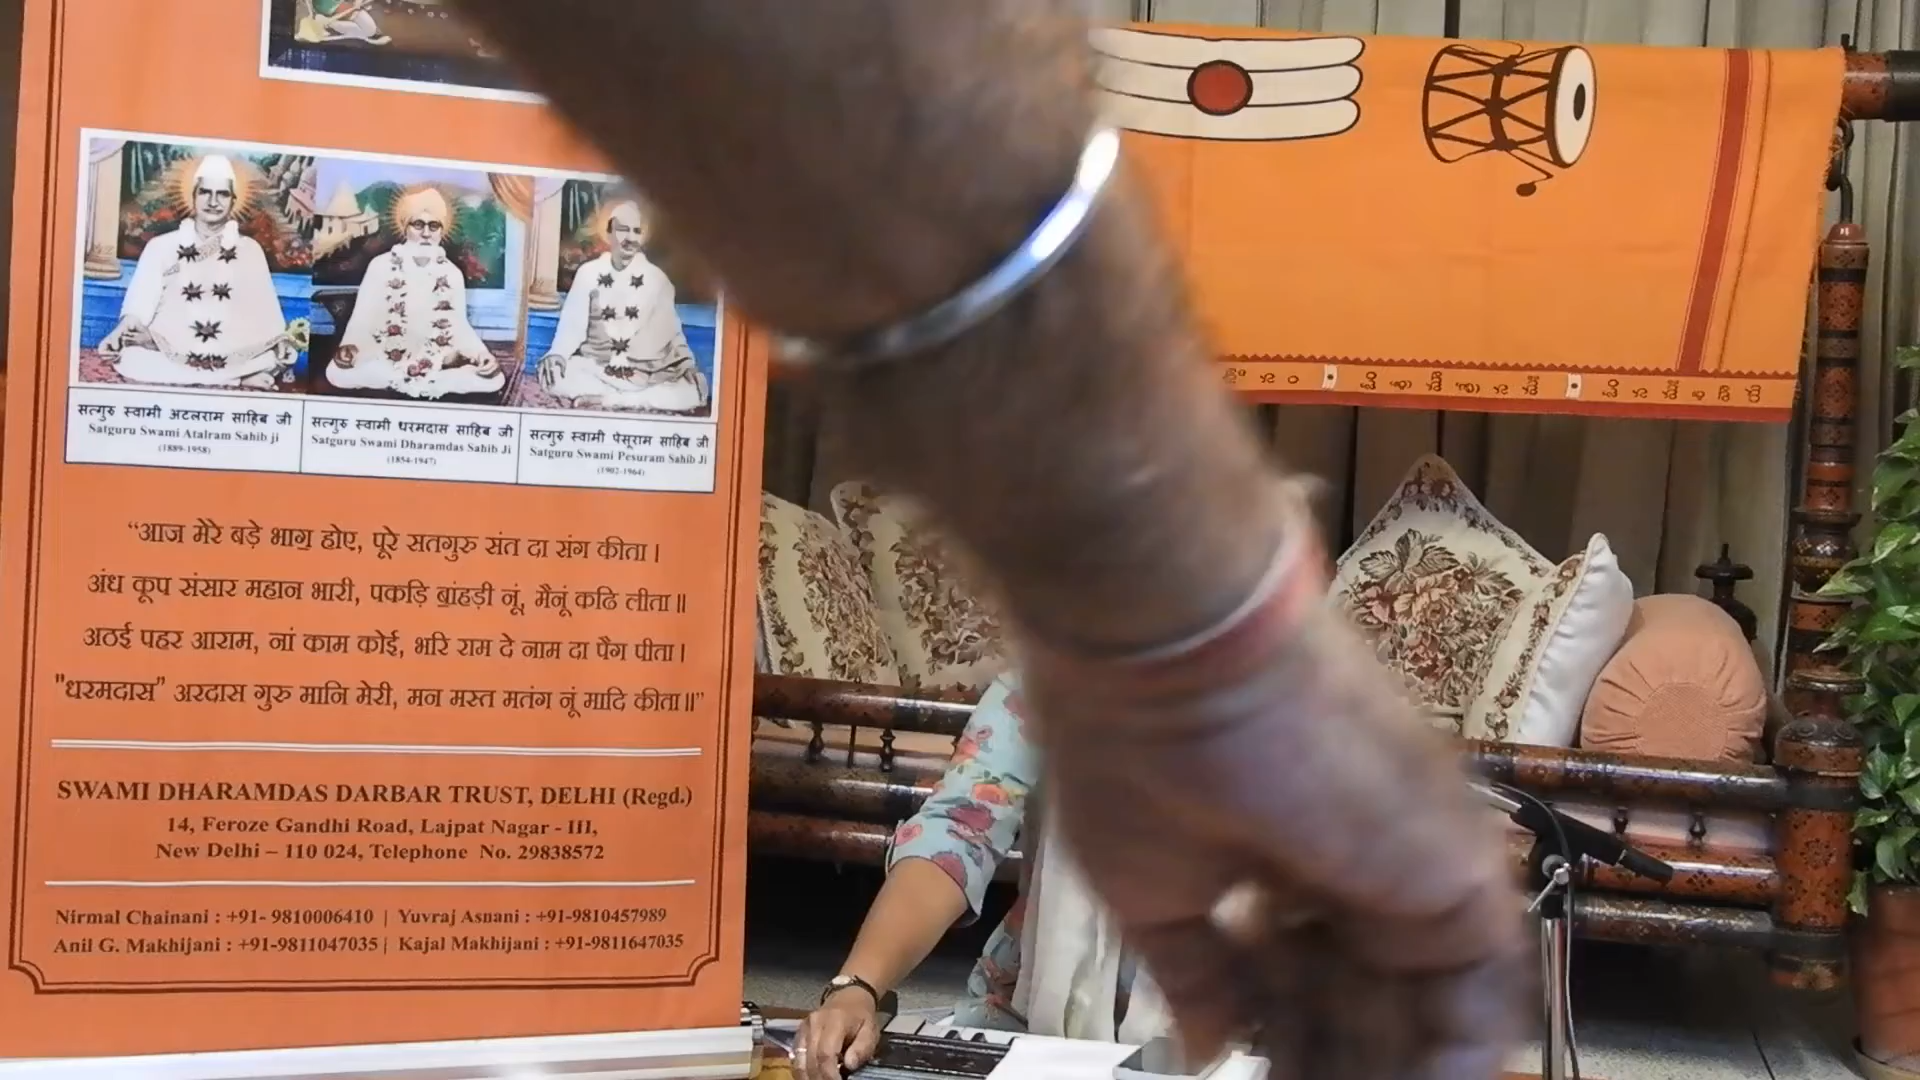 सत्गुरु स्वामी अटलराम साहिब जी
Satguru Swami Atalram Sahib ji
(1889-1958)
सत्गुरु स्वामी धरमदास साहिब जी
Satguru Swami Dharamdas Sahib Ji
(1854-1947)
सत्गुरु स्वामी पेसूराम साहिब जी
Satguru Swami Pesuram Sahib Ji
(1902-1964)
“आज मेरे बड़े भाग॒ होए, पूरे सतगुरु संत दा संग कीता।
अंध कूप संसार महान भारी, पकड़ि बां॒हड़ी नूं, मैनूं कढि लीता॥
अठई पहर आराम, नां काम कोई, भरि राम दे नाम दा पैग पीता।
"धरमदास” अरदास गुरु मानि मेरी, मन मस्त मतंग नूं मादि कीता॥”
SWAMI DHARAMDAS DARBAR TRUST, DELHI (Regd.)
14, Feroze Gandhi Road, Lajpat Nagar - III,
New Delhi – 110 024, Telephone No. 29838572
Nirmal Chainani : +91- 9810006410 | Yuvraj Asnani : +91-9810457989
Anil G. Makhijani : +91-9811047035 | Kajal Makhijani : +91-9811647035